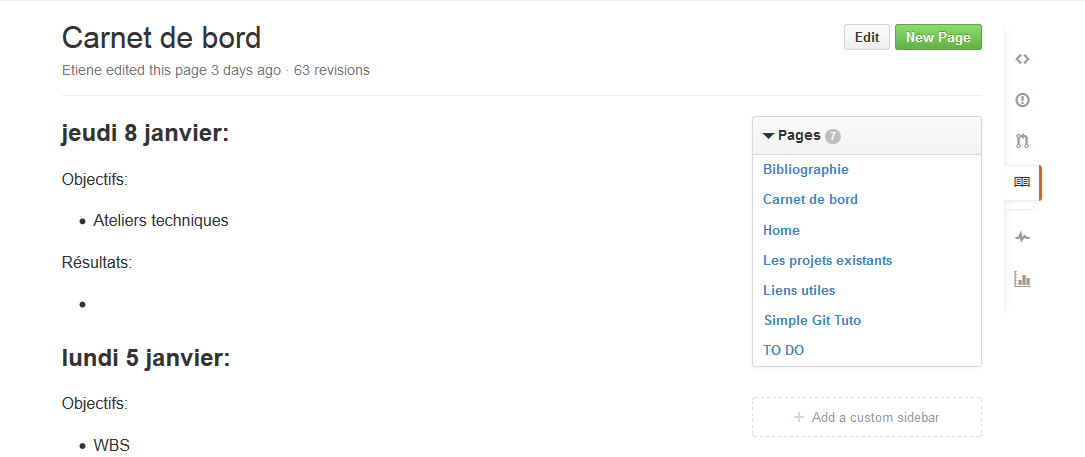 Carnet de bord
Edit
New Page
Etiene edited this page 3 days ago · 63 revisions
jeudi 8 janvier:
Objectifs:
• Ateliers techniques
Résultats:
•
lundi 5 janvier:
Objectifs:
• WBS
Pages 7
Bibliographie
Carnet de bord
Home
Les projets existants
Liens utiles
Simple Git Tuto
TO DO
+ Add a custom sidebar